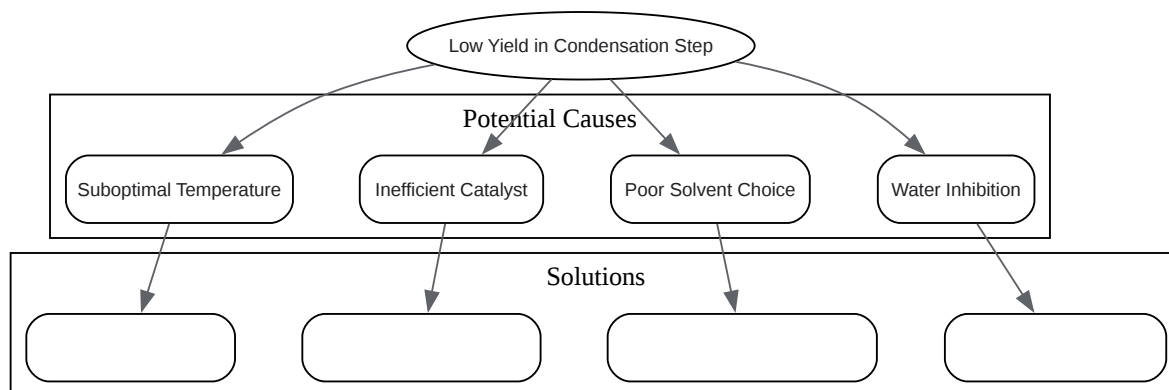 Low Yield in Condensation Step
Potential Causes
Suboptimal Temperature
Inefficient Catalyst
Poor Solvent Choice
Water Inhibition
Solutions